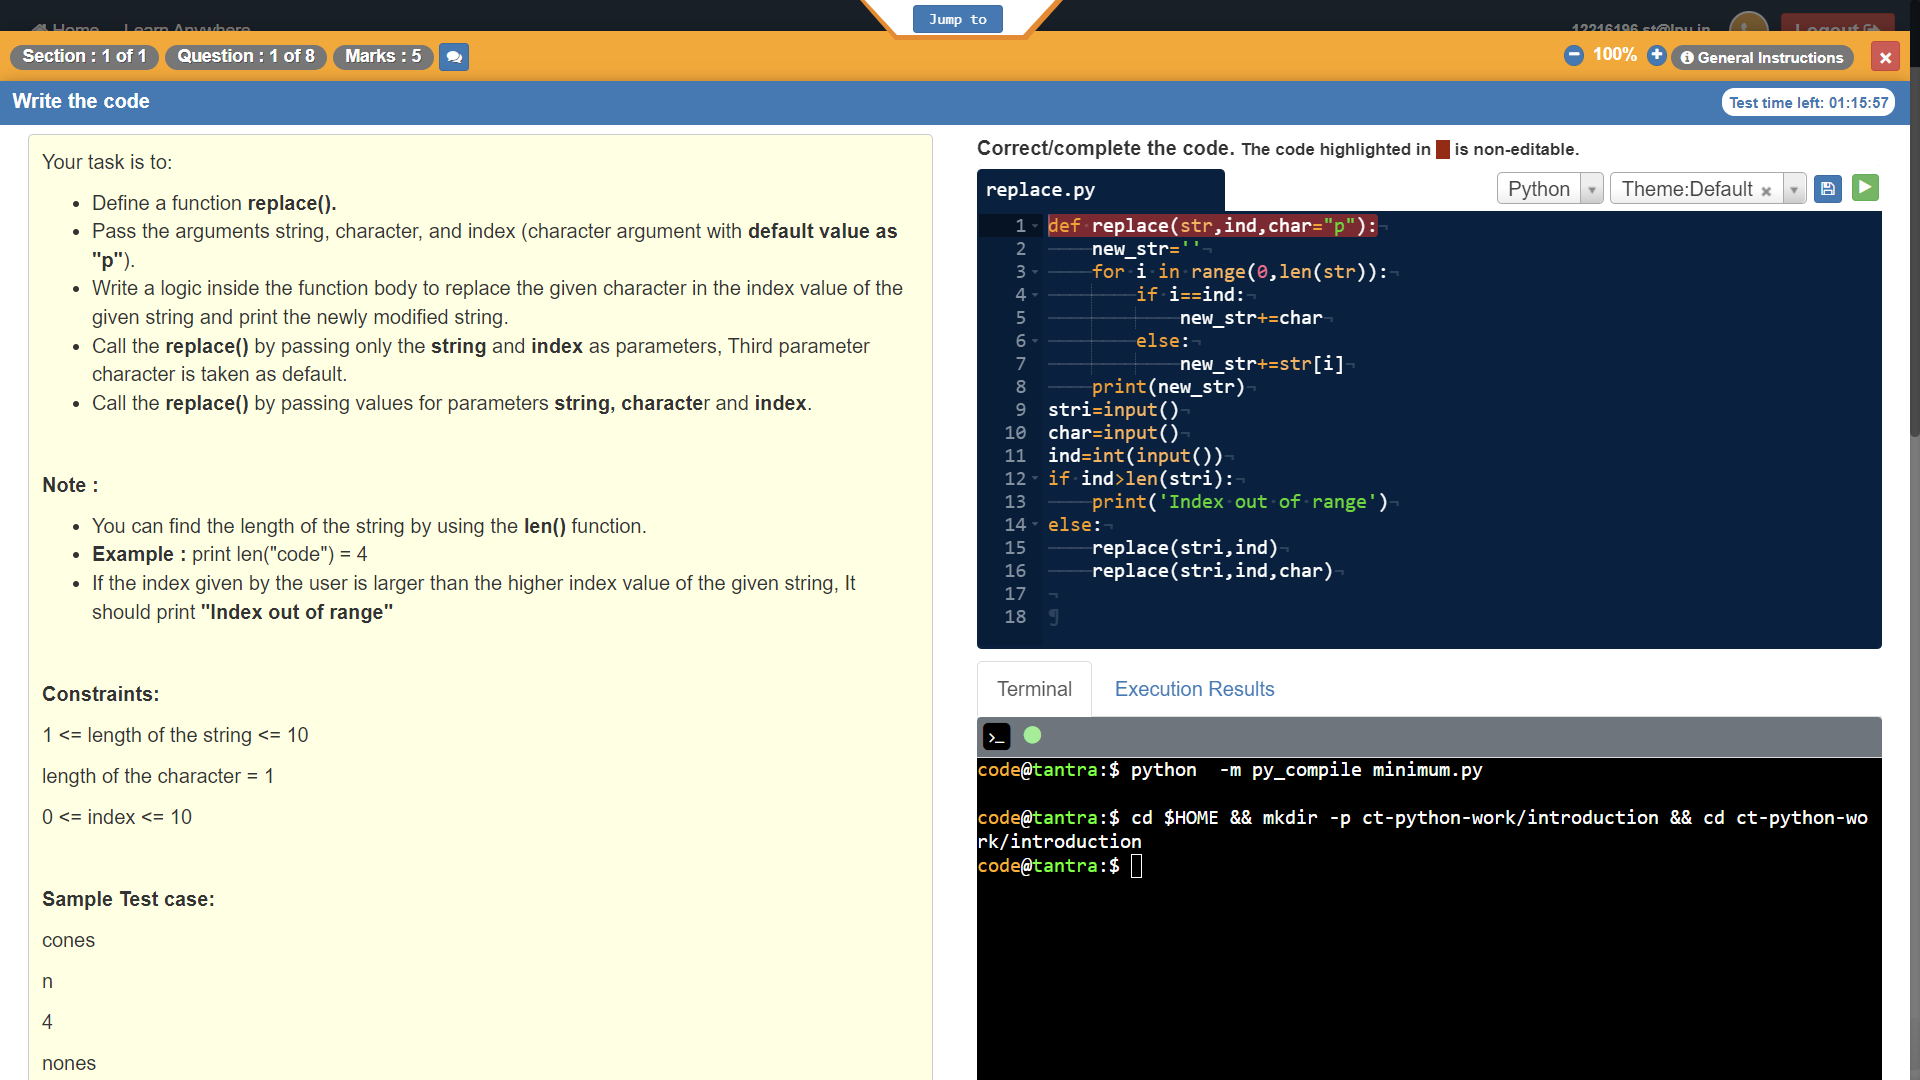 Jump to
Home Learn Anywhere
12216196.st@lpu.in Logout
Section : 1 of 1 Question : 1 of 8 Marks : 5
100% General Instructions
Write the code
Test time left: 01:15:57
Your task is to:
Define a function replace().
Pass the arguments string, character, and index (character argument with default value as
"p").
Write a logic inside the function body to replace the given character in the index value of the
given string and print the newly modified string.
Call the replace() by passing only the string and index as parameters, Third parameter
character is taken as default.
Call the replace() by passing values for parameters string, character and index.
Note :
You can find the length of the string by using the len() function.
Example : print len("code") = 4
If the index given by the user is larger than the higher index value of the given string, It
should print "Index out of range"
Constraints:
1 <= length of the string <= 10
length of the character = 1
0 <= index <= 10
Sample Test case:
cones
n
4
nones
Correct/complete the code. The code highlighted in is non-editable.
replace.py
Python Theme:Default ×
1 def replace(str,ind,char="p"):
2 new_str=''
3 for i in range(0,len(str)):
4 if i==ind:
5 new_str+=char
6 else:
7 new_str+=str[i]
8 print(new_str)
9 stri=input()
10 char=input()
11 ind=int(input())
12 if ind>len(stri):
13 print('Index out of range')
14 else:
15 replace(stri,ind)
16 replace(stri,ind,char)
17
18
Terminal Execution Results
code@tantra:$ python -m py_compile minimum.py
code@tantra:$ cd $HOME && mkdir -p ct-python-work/introduction && cd ct-python-wo
rk/introduction
code@tantra:$